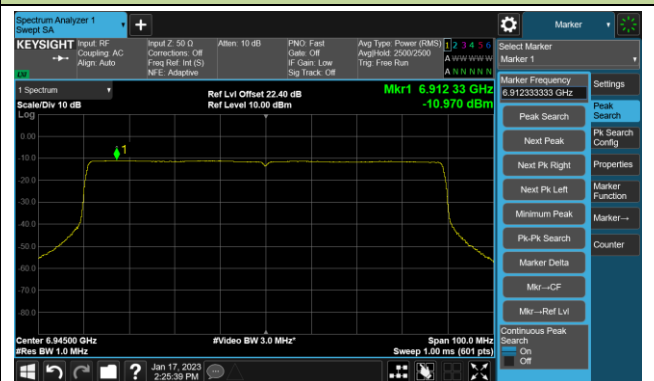 Spectrum Analyzer 1
Swept SA
Marker
KEYSIGHT
Input: RF
Coupling: AC
Align: Auto
Input Z: 50 Ω
Corrections: Off
Freq Ref: Int (S)
NFE: Adaptive
Atten: 10 dB
PNO: Fast
Gate: Off
IF Gain: Low
Sig Track: Off
Avg Type: Power (RMS)
Avg|Hold: 2500/2500
Trig: Free Run
1 2 3 4 5 6
A W W W W W
A N N N N N
Select Marker
Marker 1
1 Spectrum
Scale/Div 10 dB
Log
Ref Lvl Offset 22.40 dB
Ref Level 10.00 dBm
Mkr1 6.912 33 GHz
-10.970 dBm
0.00
-10.0
-20.0
-30.0
-40.0
-50.0
-60.0
-70.0
-80.0
1
Center 6.94500 GHz
#Res BW 1.0 MHz
#Video BW 3.0 MHz*
Span 100.0 MHz
Sweep 1.00 ms (601 pts)
Marker Frequency
6.912333333 GHz
Peak Search
Next Peak
Next Pk Right
Next Pk Left
Minimum Peak
Pk-Pk Search
Marker Delta
Mkr→CF
Mkr→Ref Lvl
Continuous Peak
Search
On
Off
Settings
Peak
Search
Pk Search
Config
Properties
Marker
Function
Marker→
Counter
?
Jan 17, 2023
2:25:39 PM